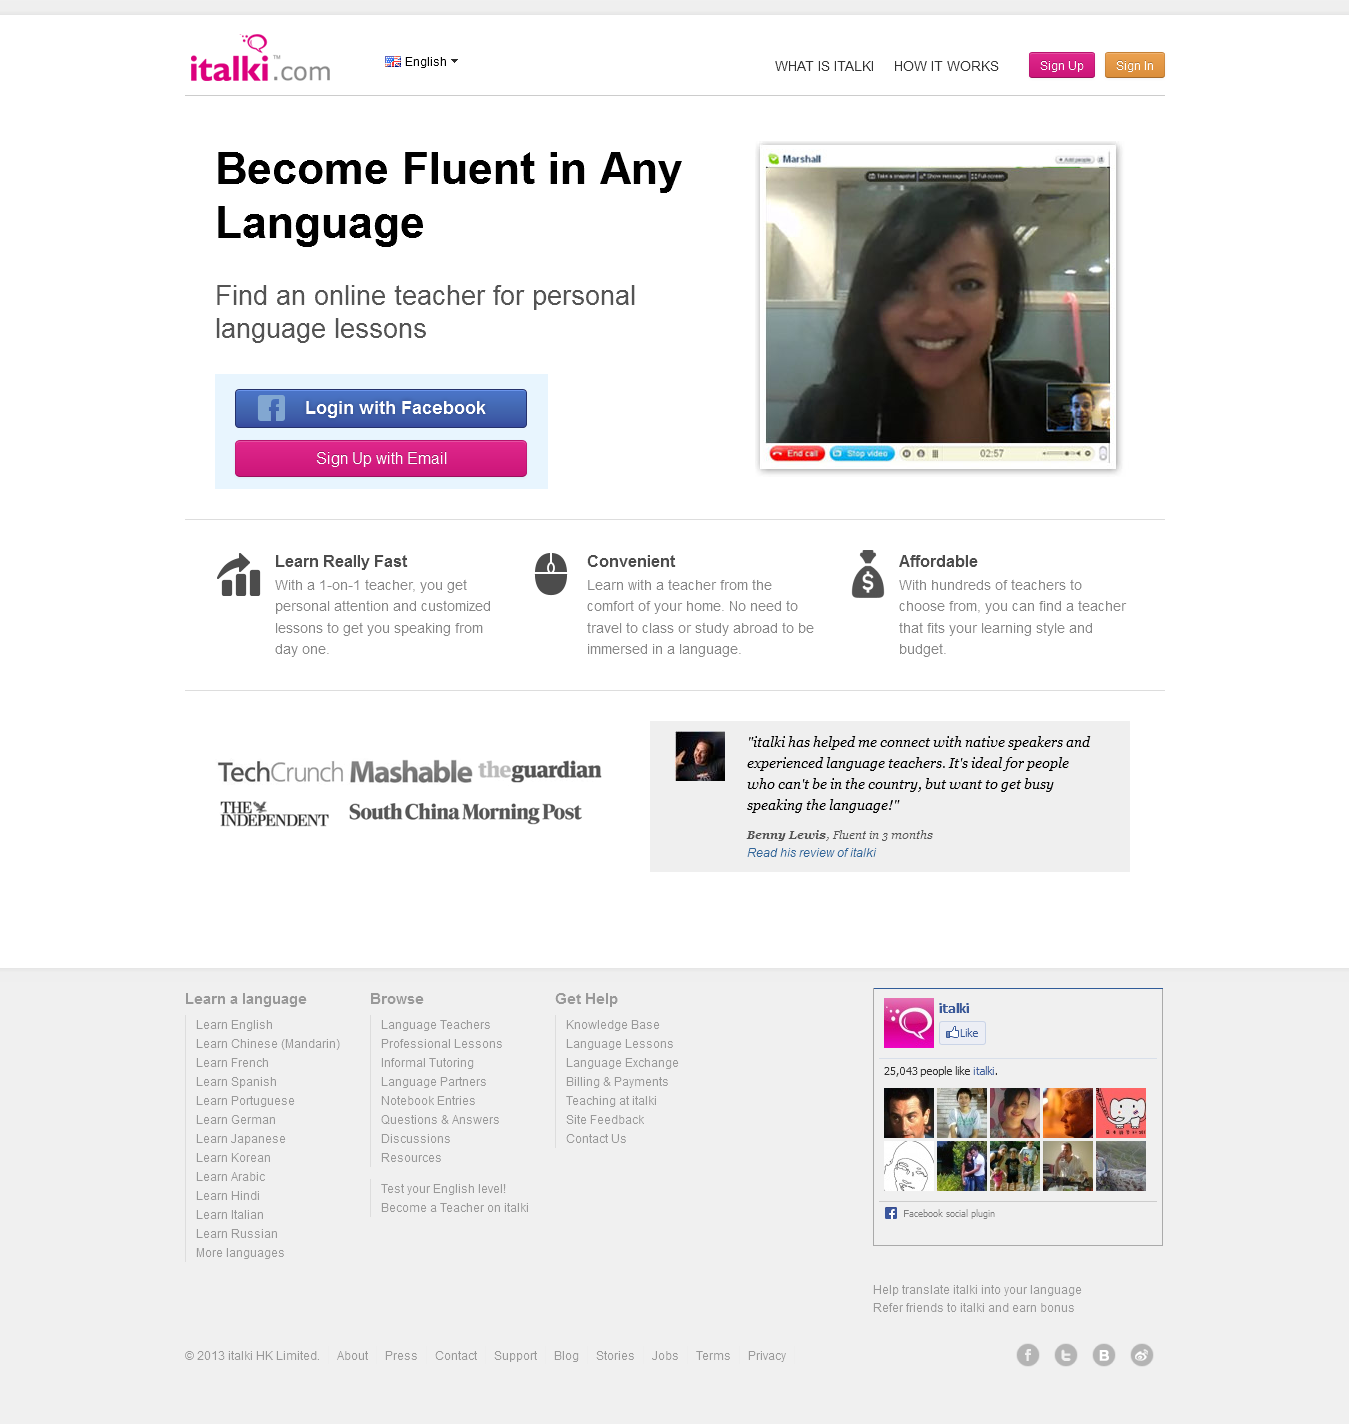 italki.com™
English
WHAT IS ITALKI
HOW IT WORKS
Sign Up
Sign In
Become Fluent in Any
Language
Find an online teacher for personal
language lessons
Login with Facebook
Sign Up with Email
Marshall
Add people
Take a snapshot
Show messages
Full-screen
End call
Stop video
02:57
Learn Really Fast
With a 1-on-1 teacher, you get
personal attention and customized
lessons to get you speaking from
day one.
Convenient
Learn with a teacher from the
comfort of your home. No need to
travel to class or study abroad to be
immersed in a language.
$
Affordable
With hundreds of teachers to
choose from, you can find a teacher
that fits your learning style and
budget.
TechCrunch Mashable theguardian
THE INDEPENDENT South China Morning Post
"italki has helped me connect with native speakers and
experienced language teachers. It's ideal for people
who can't be in the country, but want to get busy
speaking the language!"
Benny Lewis, Fluent in 3 months
Read his review of italki
Learn a language
Learn English
Learn Chinese (Mandarin)
Learn French
Learn Spanish
Learn Portuguese
Learn German
Learn Japanese
Learn Korean
Learn Arabic
Learn Hindi
Learn Italian
Learn Russian
More languages
Browse
Language Teachers
Professional Lessons
Informal Tutoring
Language Partners
Notebook Entries
Questions & Answers
Discussions
Resources
Test your English level!
Become a Teacher on italki
Get Help
Knowledge Base
Language Lessons
Language Exchange
Billing & Payments
Teaching at italki
Site Feedback
Contact Us
italki
Like
25,043 people like italki.
Facebook social plugin
Help translate italki into your language
Refer friends to italki and earn bonus
© 2013 italki HK Limited. About Press Contact Support Blog Stories Jobs Terms Privacy